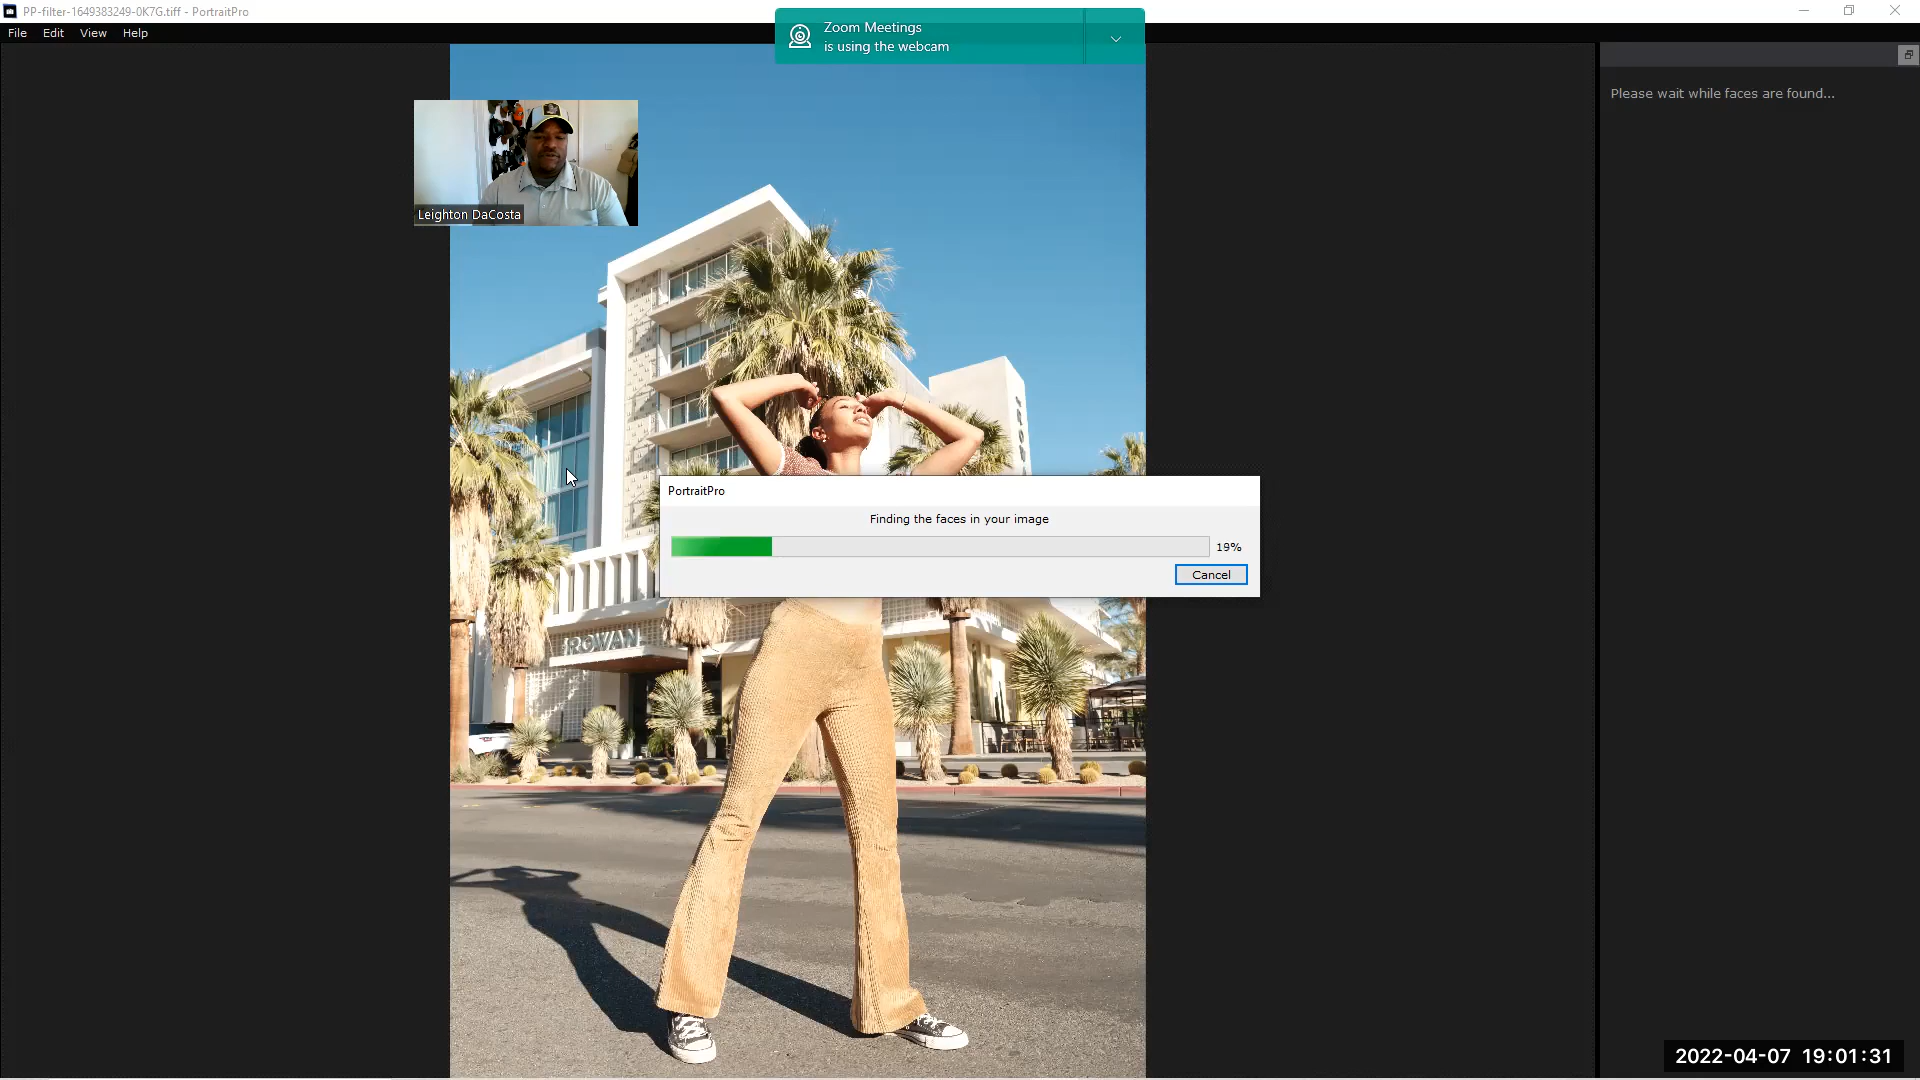 PP-filter-1649383249-0K7G.tiff - PortraitPro
File Edit View Help
Zoom Meetings
is using the webcam
Please wait while faces are found...
Leighton DaCosta
PortraitPro
Finding the faces in your image
19%
Cancel
ROWAN
2022-04-07 19:01:31